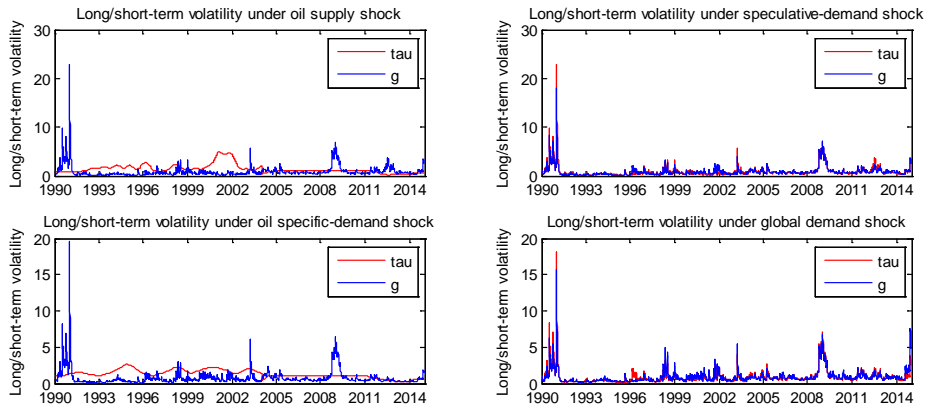 Long/short-term volatility under oil supply shock
Long/short-term volatility
30
20
10
0
tau
g
1990 1993 1996 1999 2002 2005 2008 2011 2014
Long/short-term volatility under speculative-demand shock
Long/short-term volatility
30
20
10
0
tau
g
1990 1993 1996 1999 2002 2005 2008 2011 2014
Long/short-term volatility under oil specific-demand shock
Long/short-term volatility
20
15
10
5
0
tau
g
1990 1993 1996 1999 2002 2005 2008 2011 2014
Long/short-term volatility under global demand shock
Long/short-term volatility
20
15
10
5
0
tau
g
1990 1993 1996 1999 2002 2005 2008 2011 2014